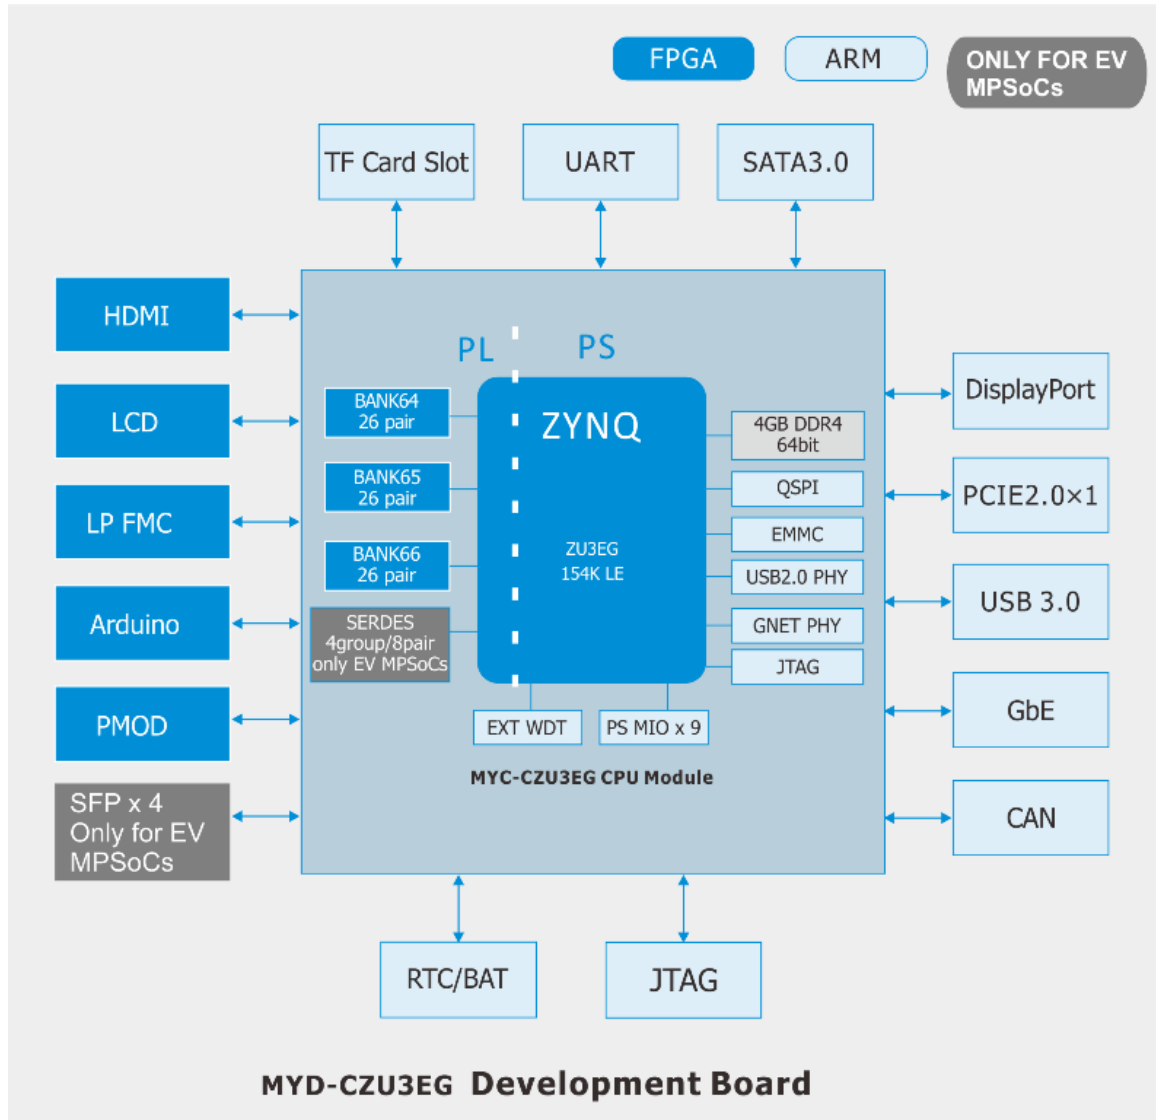 FPGA
ARM
ONLY FOR EV
MPSoCs
TF Card Slot
UART
SATA3.0
HDMI
LCD
LP FMC
Arduino
PMOD
SFP x 4
Only for EV
MPSoCs
PL
PS
BANK64
26 pair
BANK65
26 pair
BANK66
26 pair
SERDES
4group/8pair
only EV MPSoCs
ZYNQ
ZU3EG
154K LE
4GB DDR4
64bit
QSPI
EMMC
USB2.0 PHY
GNET PHY
JTAG
EXT WDT
PS MIO x 9
MYC-CZU3EG CPU Module
DisplayPort
PCIE2.0×1
USB 3.0
GbE
CAN
RTC/BAT
JTAG
MYD-CZU3EG Development Board